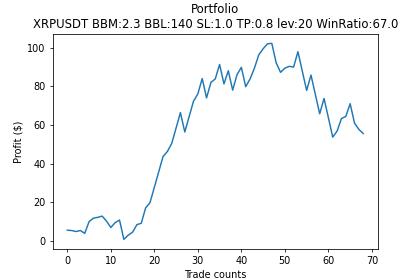 Portfolio
XRPUSDT BBM:2.3 BBL:140 SL:1.0 TP:0.8 lev:20 WinRatio:67.0
100
80
60
40
20
0
Profit ($)
0 10 20 30 40 50 60 70
Trade counts